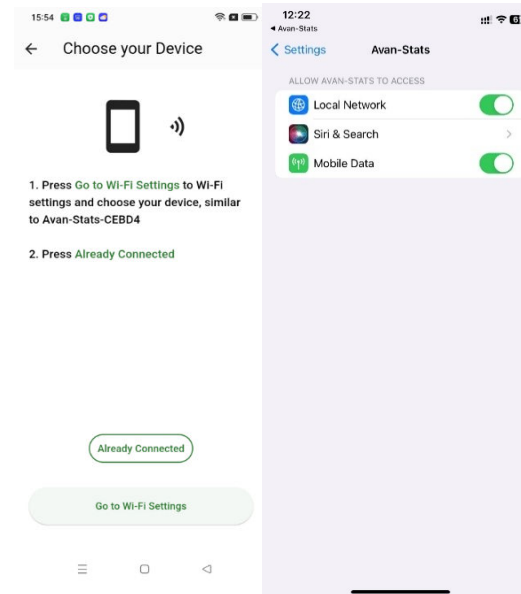 15:54
Choose your Device
1. Press Go to Wi-Fi Settings to Wi-Fi
settings and choose your device, similar
to Avan-Stats-CEBD4
2. Press Already Connected
Already Connected
Go to Wi-Fi Settings
12:22
Avan-Stats
Settings
Avan-Stats
ALLOW AVAN-STATS TO ACCESS
Local Network
Siri & Search
Mobile Data